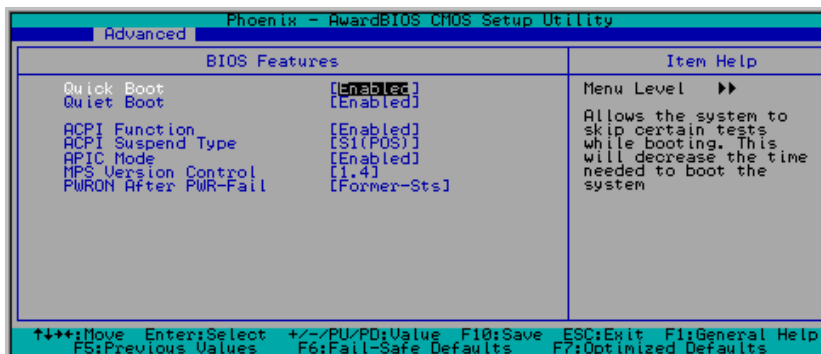 Phoenix - AwardBIOS CMOS Setup Utility
Advanced
BIOS Features
Item Help
Quick Boot [Enabled]
Quiet Boot [Enabled]
ACPI Function [Enabled]
ACPI Suspend Type [S1(POS)]
APIC Mode [Enabled]
MPS Version Control [1.4]
PWRON After PWR-Fail [Former-Sts]
Menu Level ▶▶
Allows the system to
skip certain tests
while booting. This
will decrease the time
needed to boot the
system
↑↓→←:Move Enter:Select +/-/PU/PD:Value F10:Save ESC:Exit F1:General Help
F5:Previous Values F6:Fail-Safe Defaults F7:Optimized Defaults